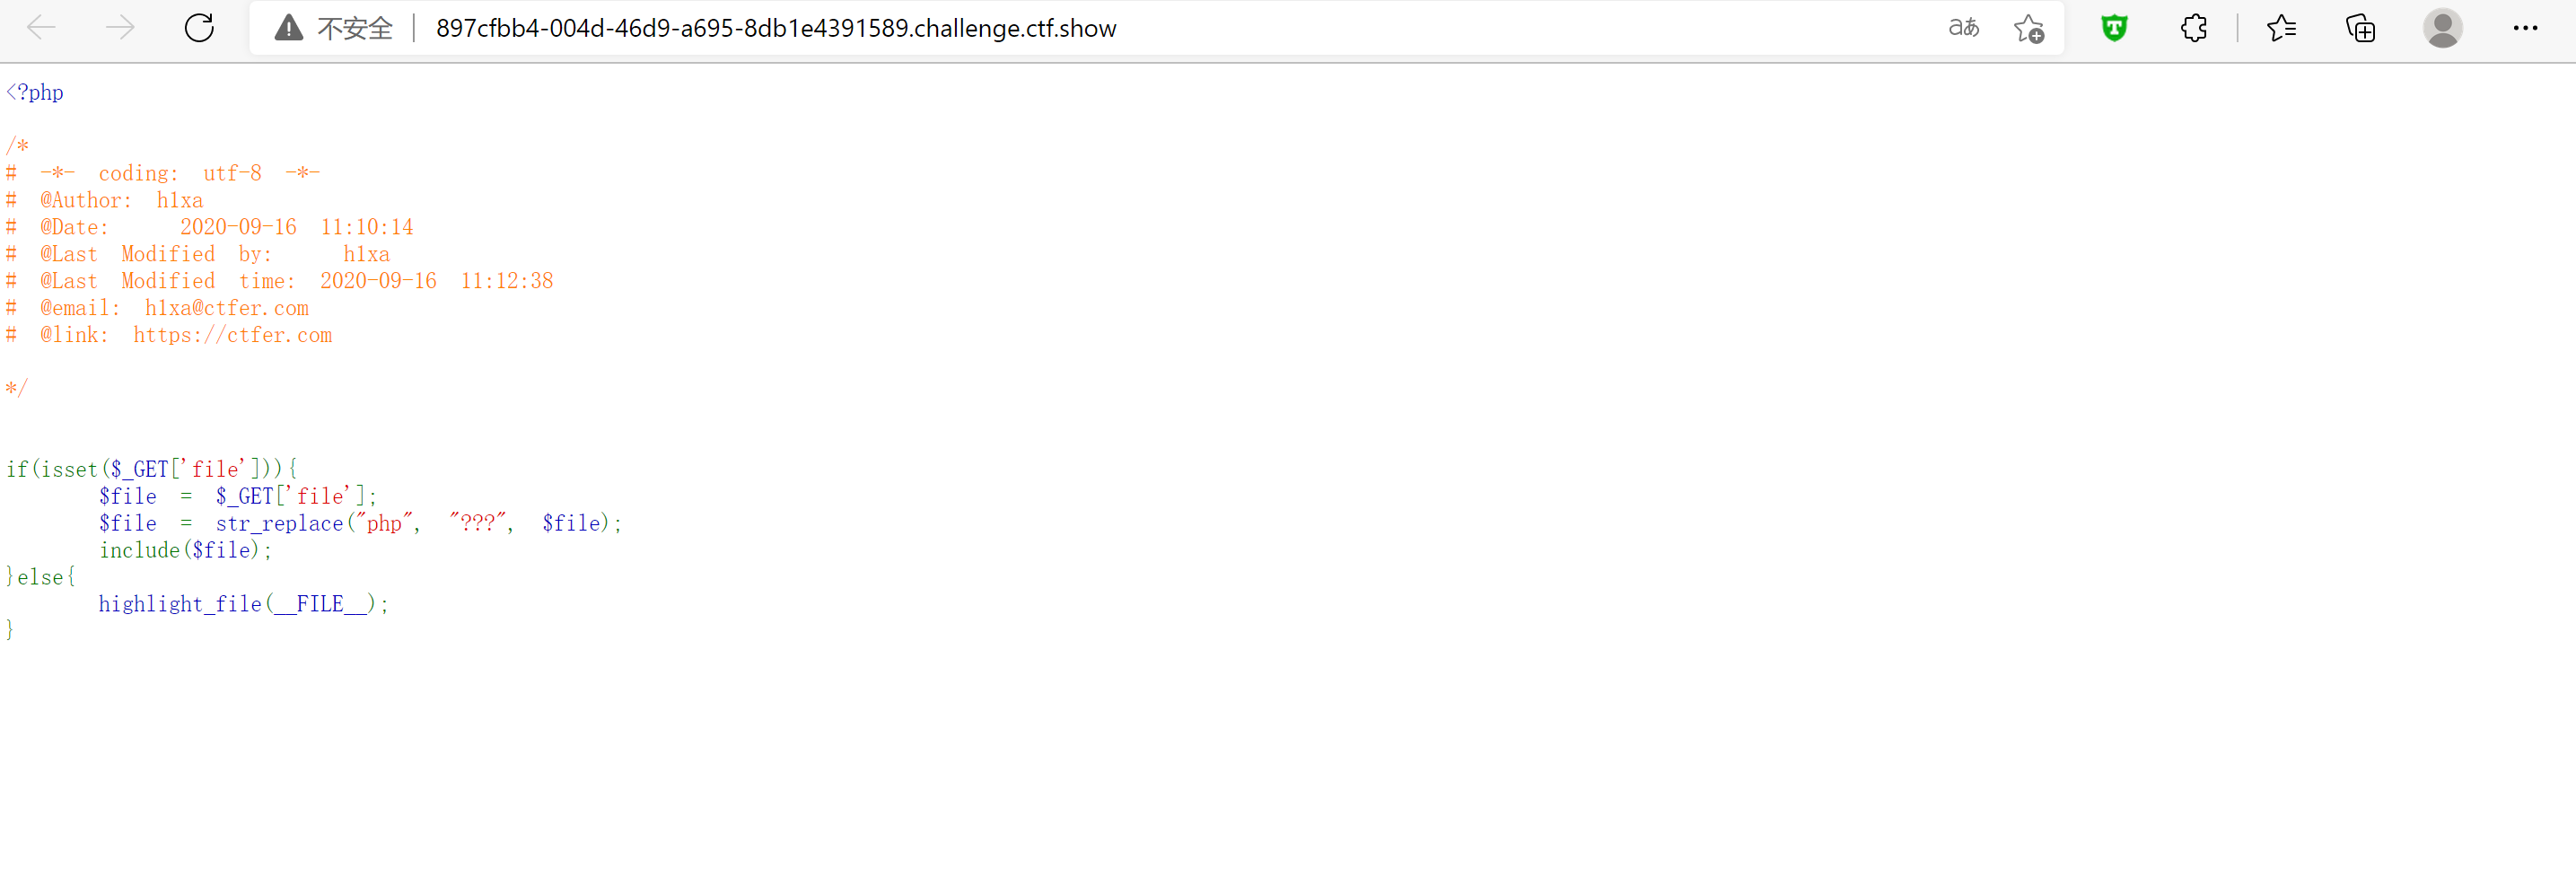 不安全 897cfbb4-004d-46d9-a695-8db1e4391589.challenge.ctf.show aあ
<?php
/*
# -*- coding: utf-8 -*-
# @Author: h1xa
# @Date:   2020-09-16 11:10:14
# @Last Modified by:   h1xa
# @Last Modified time: 2020-09-16 11:12:38
# @email: h1xa@ctfer.com
# @link: https://ctfer.com
*/
if(isset($_GET['file'])){
    $file = $_GET['file'];
    $file = str_replace("php", "???", $file);
    include($file);
}else{
    highlight_file(__FILE__);
}